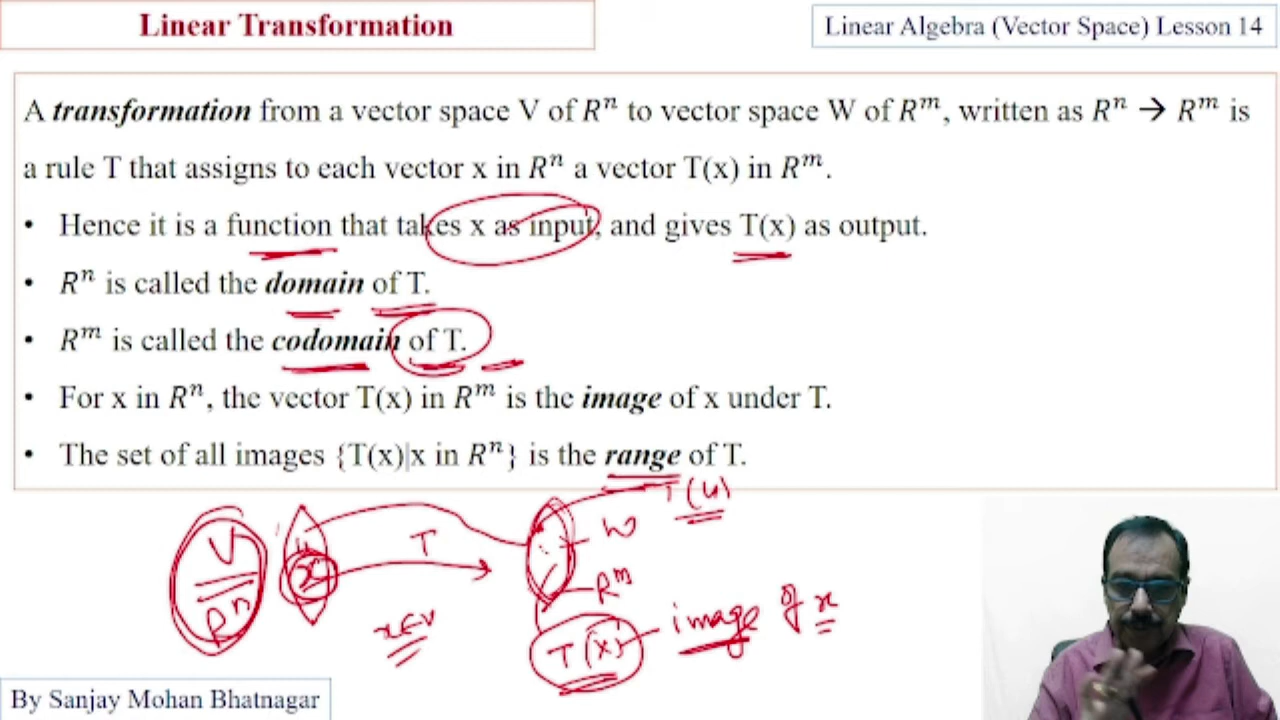 Linear Transformation
Linear Algebra (Vector Space) Lesson 14
A transformation from a vector space V of Rⁿ to vector space W of Rᵐ, written as Rⁿ → Rᵐ is
a rule T that assigns to each vector x in Rⁿ a vector T(x) in Rᵐ.
• Hence it is a function that takes x as input, and gives T(x) as output.
• Rⁿ is called the domain of T.
• Rᵐ is called the codomain of T.
• For x in Rⁿ, the vector T(x) in Rᵐ is the image of x under T.
• The set of all images {T(x)|x in Rⁿ} is the range of T.
T(u)
V
u
T
W
Rⁿ
x
Rᵐ
x∈V
T(x)
image of x
By Sanjay Mohan Bhatnagar